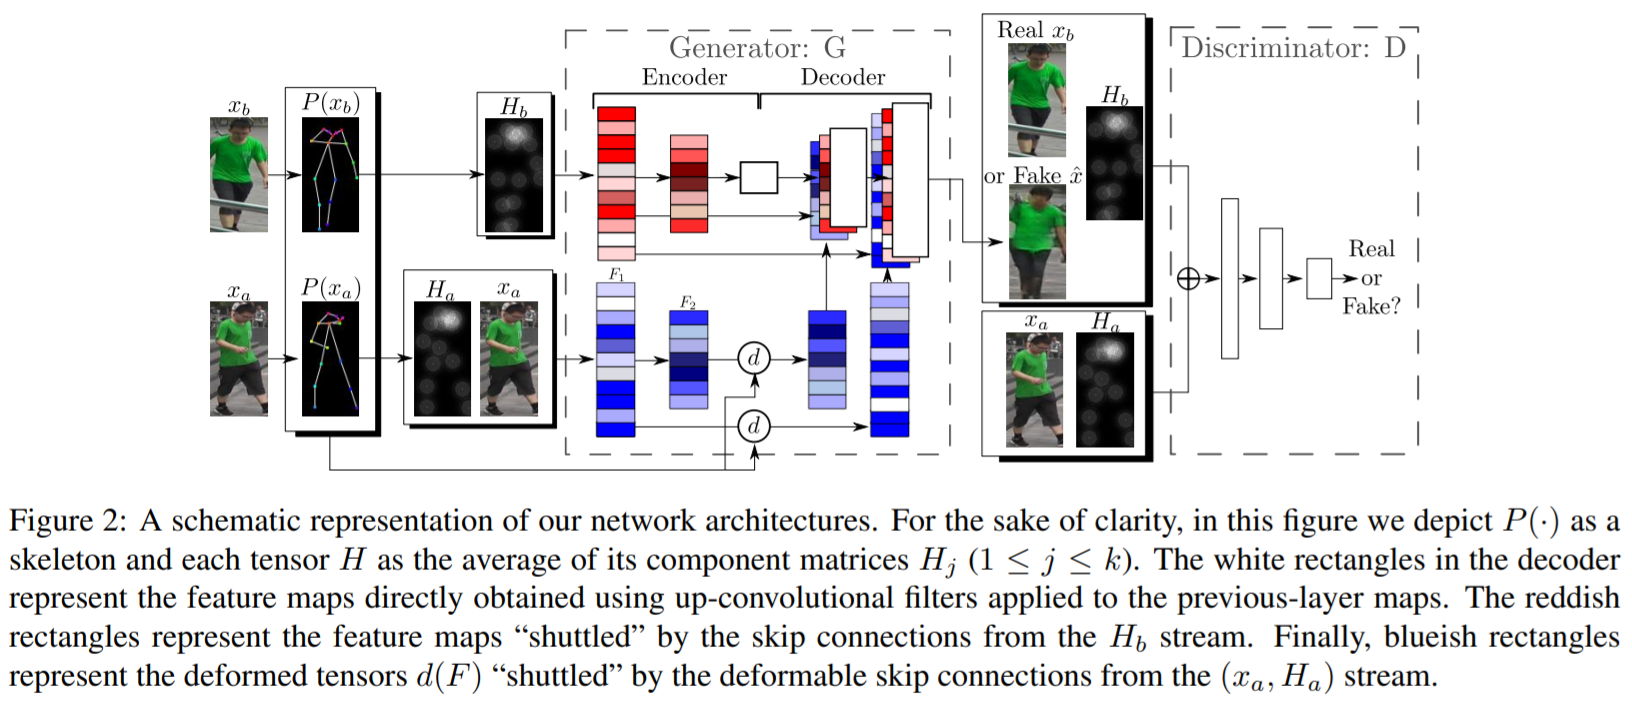 Generator: G
Encoder
Decoder
Real x_b
Discriminator: D
x_b
P(x_b)
H_b
H_b
or Fake x̂
F_1
x_a
P(x_a)
H_a
x_a
F_2
d
d
x_a
H_a
Real
or
Fake?
Figure 2: A schematic representation of our network architectures. For the sake of clarity, in this figure we depict P(·) as a
skeleton and each tensor H as the average of its component matrices H_j (1 ≤ j ≤ k). The white rectangles in the decoder
represent the feature maps directly obtained using up-convolutional filters applied to the previous-layer maps. The reddish
rectangles represent the feature maps “shuttled” by the skip connections from the H_b stream. Finally, blueish rectangles
represent the deformed tensors d(F) “shuttled” by the deformable skip connections from the (x_a, H_a) stream.